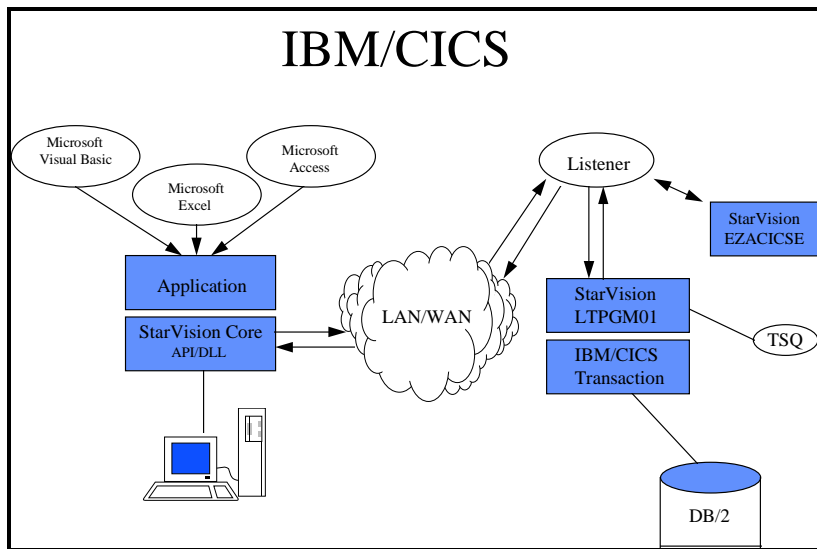 IBM/CICS
Microsoft
Visual Basic
Microsoft
Excel
Microsoft
Access
Application
StarVision Core
API/DLL
LAN/WAN
Listener
StarVision
EZACICSE
StarVision
LTPGM01
TSQ
IBM/CICS
Transaction
DB/2